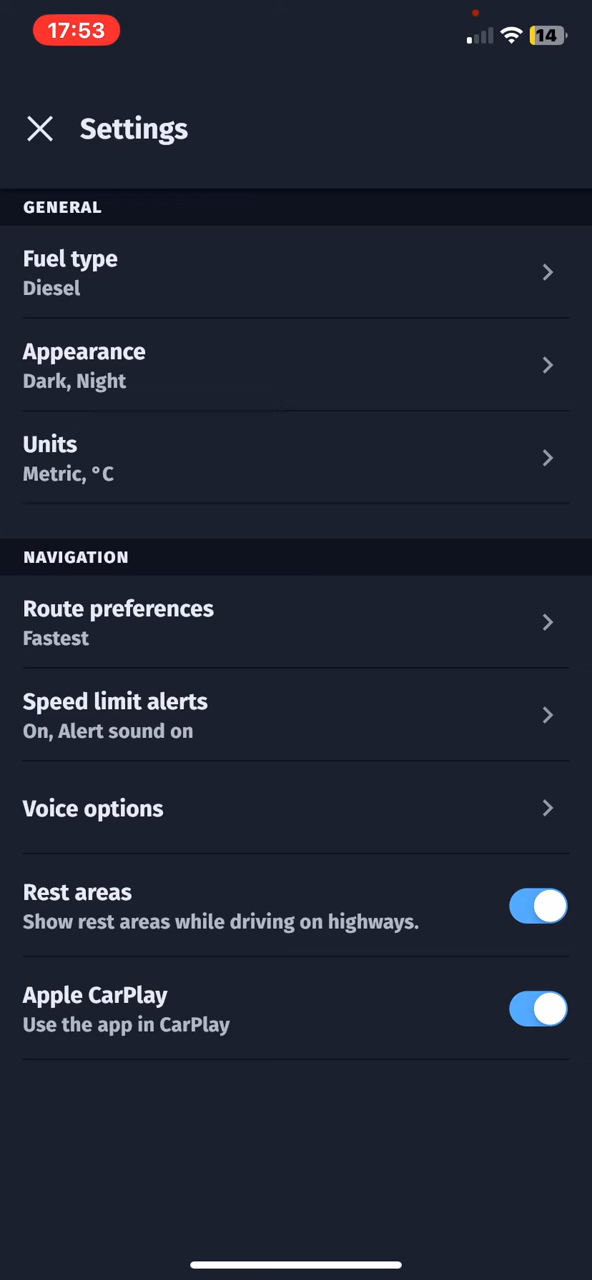 17:53
14
Settings
GENERAL
Fuel type
Diesel
Appearance
Dark, Night
Units
Metric, °C
NAVIGATION
Route preferences
Fastest
Speed limit alerts
On, Alert sound on
Voice options
Rest areas
Show rest areas while driving on highways.
Apple CarPlay
Use the app in CarPlay